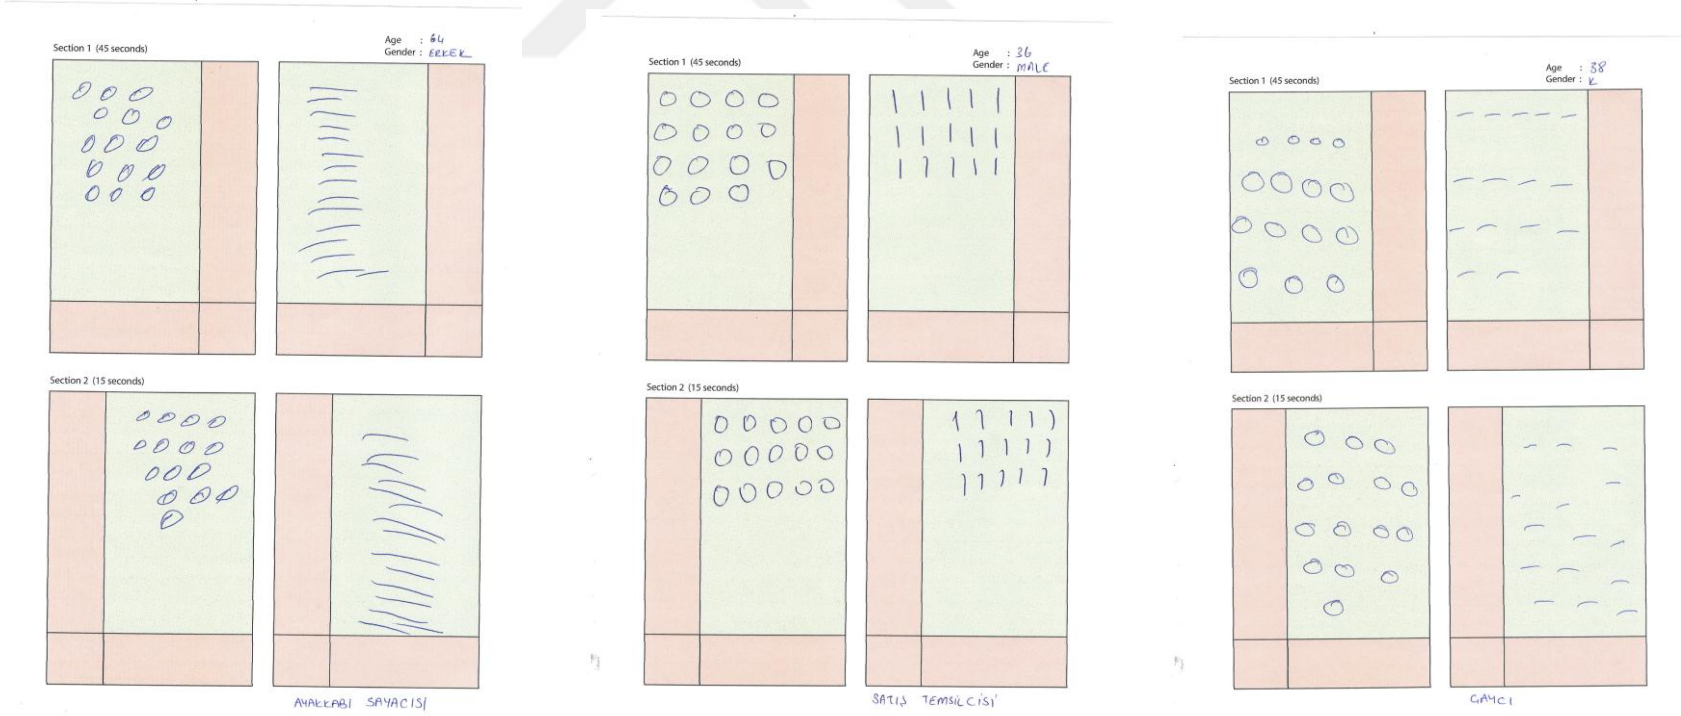 Section 1 (45 seconds)
Age : 64
Gender : ERKEK
Section 2 (15 seconds)
AYAKKABI SAYACISI
Section 1 (45 seconds)
Age : 36
Gender : MALE
Section 2 (15 seconds)
SATIŞ TEMSİLCİSİ
Section 1 (45 seconds)
Age : 38
Gender : K
Section 2 (15 seconds)
ÇAYCI